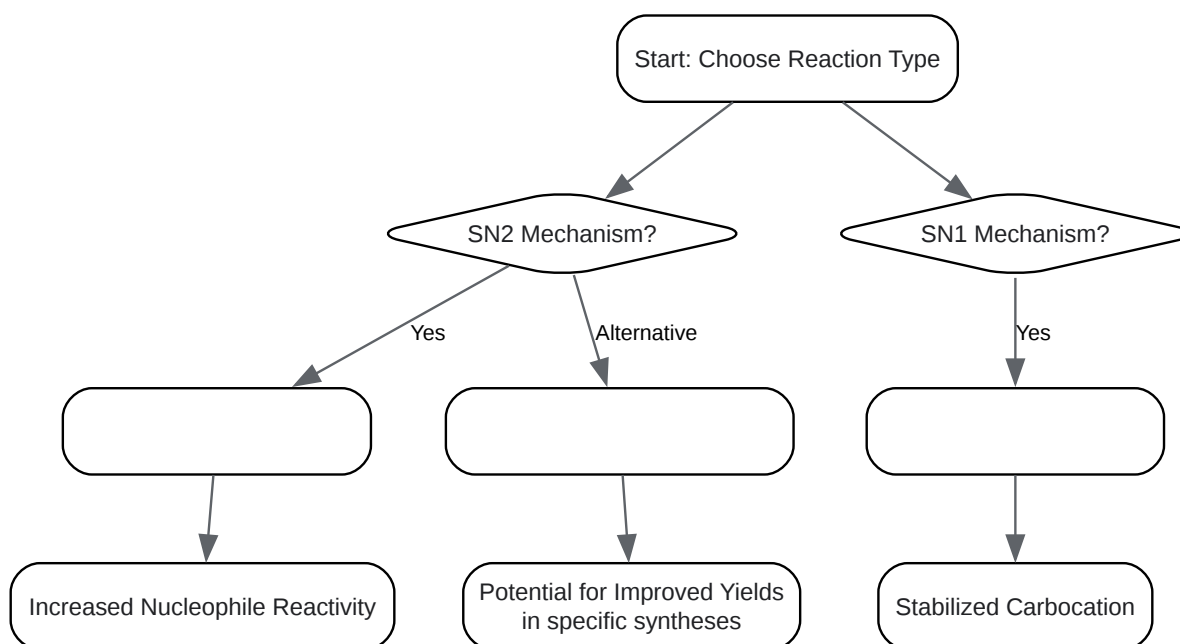 Start: Choose Reaction Type
SN2 Mechanism?
SN1 Mechanism?
Yes
Alternative
Yes
Increased Nucleophile Reactivity
Potential for Improved Yields
in specific syntheses
Stabilized Carbocation